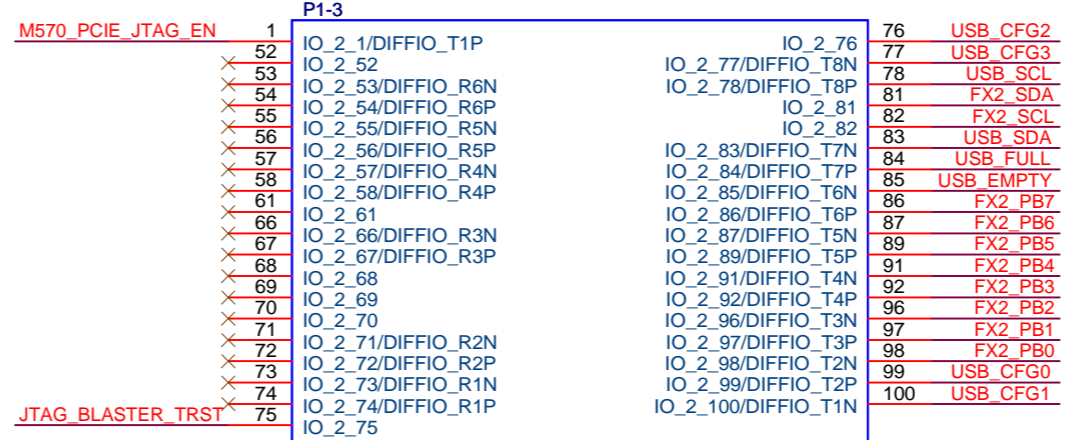 P1-3
M570_PCIE_JTAG_EN 1 IO_2_1/DIFFIO_T1P IO_2_76 76 USB_CFG2
52 IO_2_52 IO_2_77/DIFFIO_T8N 77 USB_CFG3
53 IO_2_53/DIFFIO_R6N IO_2_78/DIFFIO_T8P 78 USB_SCL
54 IO_2_54/DIFFIO_R6P IO_2_81 81 FX2_SDA
55 IO_2_55/DIFFIO_R5N IO_2_82 82 FX2_SCL
56 IO_2_56/DIFFIO_R5P IO_2_83/DIFFIO_T7N 83 USB_SDA
57 IO_2_57/DIFFIO_R4N IO_2_84/DIFFIO_T7P 84 USB_FULL
58 IO_2_58/DIFFIO_R4P IO_2_85/DIFFIO_T6N 85 USB_EMPTY
61 IO_2_61 IO_2_86/DIFFIO_T6P 86 FX2_PB7
66 IO_2_66/DIFFIO_R3N IO_2_87/DIFFIO_T5N 87 FX2_PB6
67 IO_2_67/DIFFIO_R3P IO_2_89/DIFFIO_T5P 89 FX2_PB5
68 IO_2_68 IO_2_91/DIFFIO_T4N 91 FX2_PB4
69 IO_2_69 IO_2_92/DIFFIO_T4P 92 FX2_PB3
70 IO_2_70 IO_2_96/DIFFIO_T3N 96 FX2_PB2
71 IO_2_71/DIFFIO_R2N IO_2_97/DIFFIO_T3P 97 FX2_PB1
72 IO_2_72/DIFFIO_R2P IO_2_98/DIFFIO_T2N 98 FX2_PB0
73 IO_2_73/DIFFIO_R1N IO_2_99/DIFFIO_T2P 99 USB_CFG0
74 IO_2_74/DIFFIO_R1P IO_2_100/DIFFIO_T1N 100 USB_CFG1
JTAG_BLASTER_TRST 75 IO_2_75